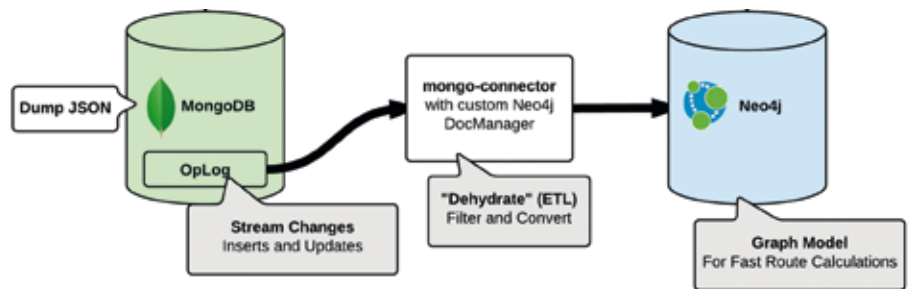 Dump JSON
MongoDB
OpLog
Stream Changes
Inserts and Updates
mongo-connector
with custom Neo4j
DocManager
"Dehydrate" (ETL)
Filter and Convert
Neo4j
Graph Model
For Fast Route Calculations